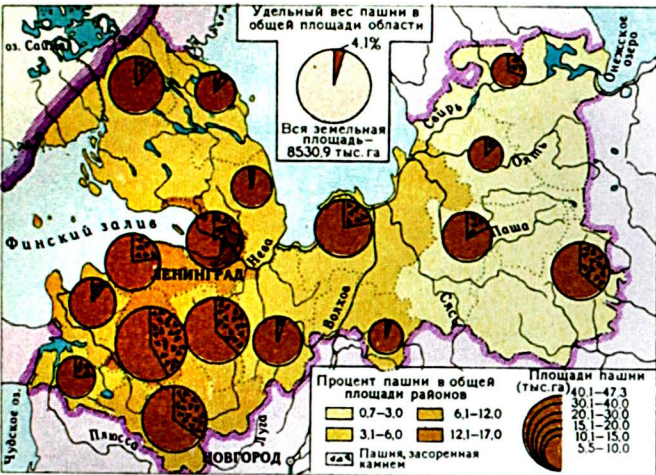 Удельный вес пашни в
общей площади области
4.1%
Вся земельная
площадь—
8530,9 тыс.га
оз. Сайма
Онежское
озеро
Свирь
Оять
Паша
Сясь
Финский залив
ЛЕНИНГРАД
Нева
Волхов
Луга
Плюсса
НОВГОРОД
Чудское оз.
Процент пашни в общей
площади районов
0,7—3,0
6,1—12.0
3,1—6,0
12,1—17,0
Пашня, засоренная
камнем
Площади пашни
(тыс.га)
40,1—47,3
30,1—40,0
20,1—30,0
15,1—20,0
10,1—15,0
5.5—10,0